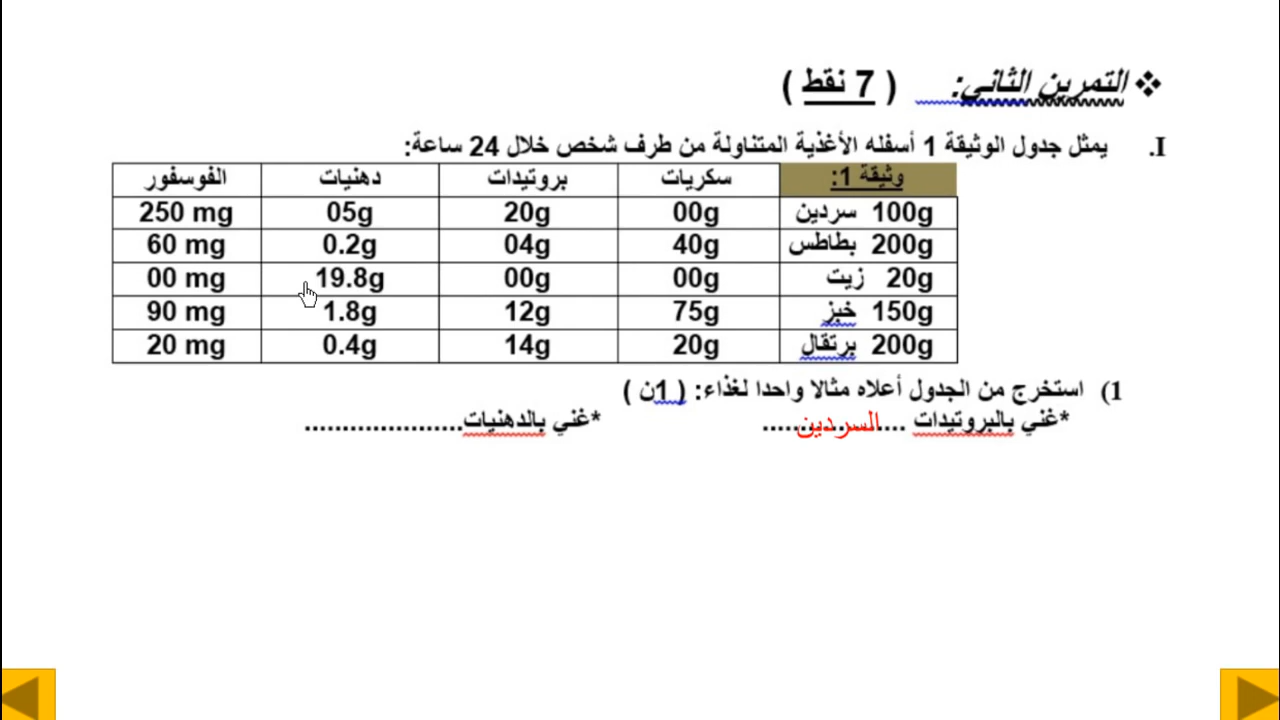 ❖ التمرين الثاني: ( 7 نقط )
I. يمثل جدول الوثيقة 1 أسفله الأغذية المتناولة من طرف شخص خلال 24 ساعة:
وثيقة 1: سكريات بروتيدات دهنيات الفوسفور
100g سردين 00g 20g 05g 250 mg
200g بطاطس 40g 04g 0.2g 60 mg
20g زيت 00g 00g 19.8g 00 mg
150g خبز 75g 12g 1.8g 90 mg
200g برتقال 20g 14g 0.4g 20 mg
1) استخرج من الجدول أعلاه مثالا واحدا لغذاء: ( 1ن )
*غني بالبروتيدات .....السردين..... *غني بالدهنيات.....................